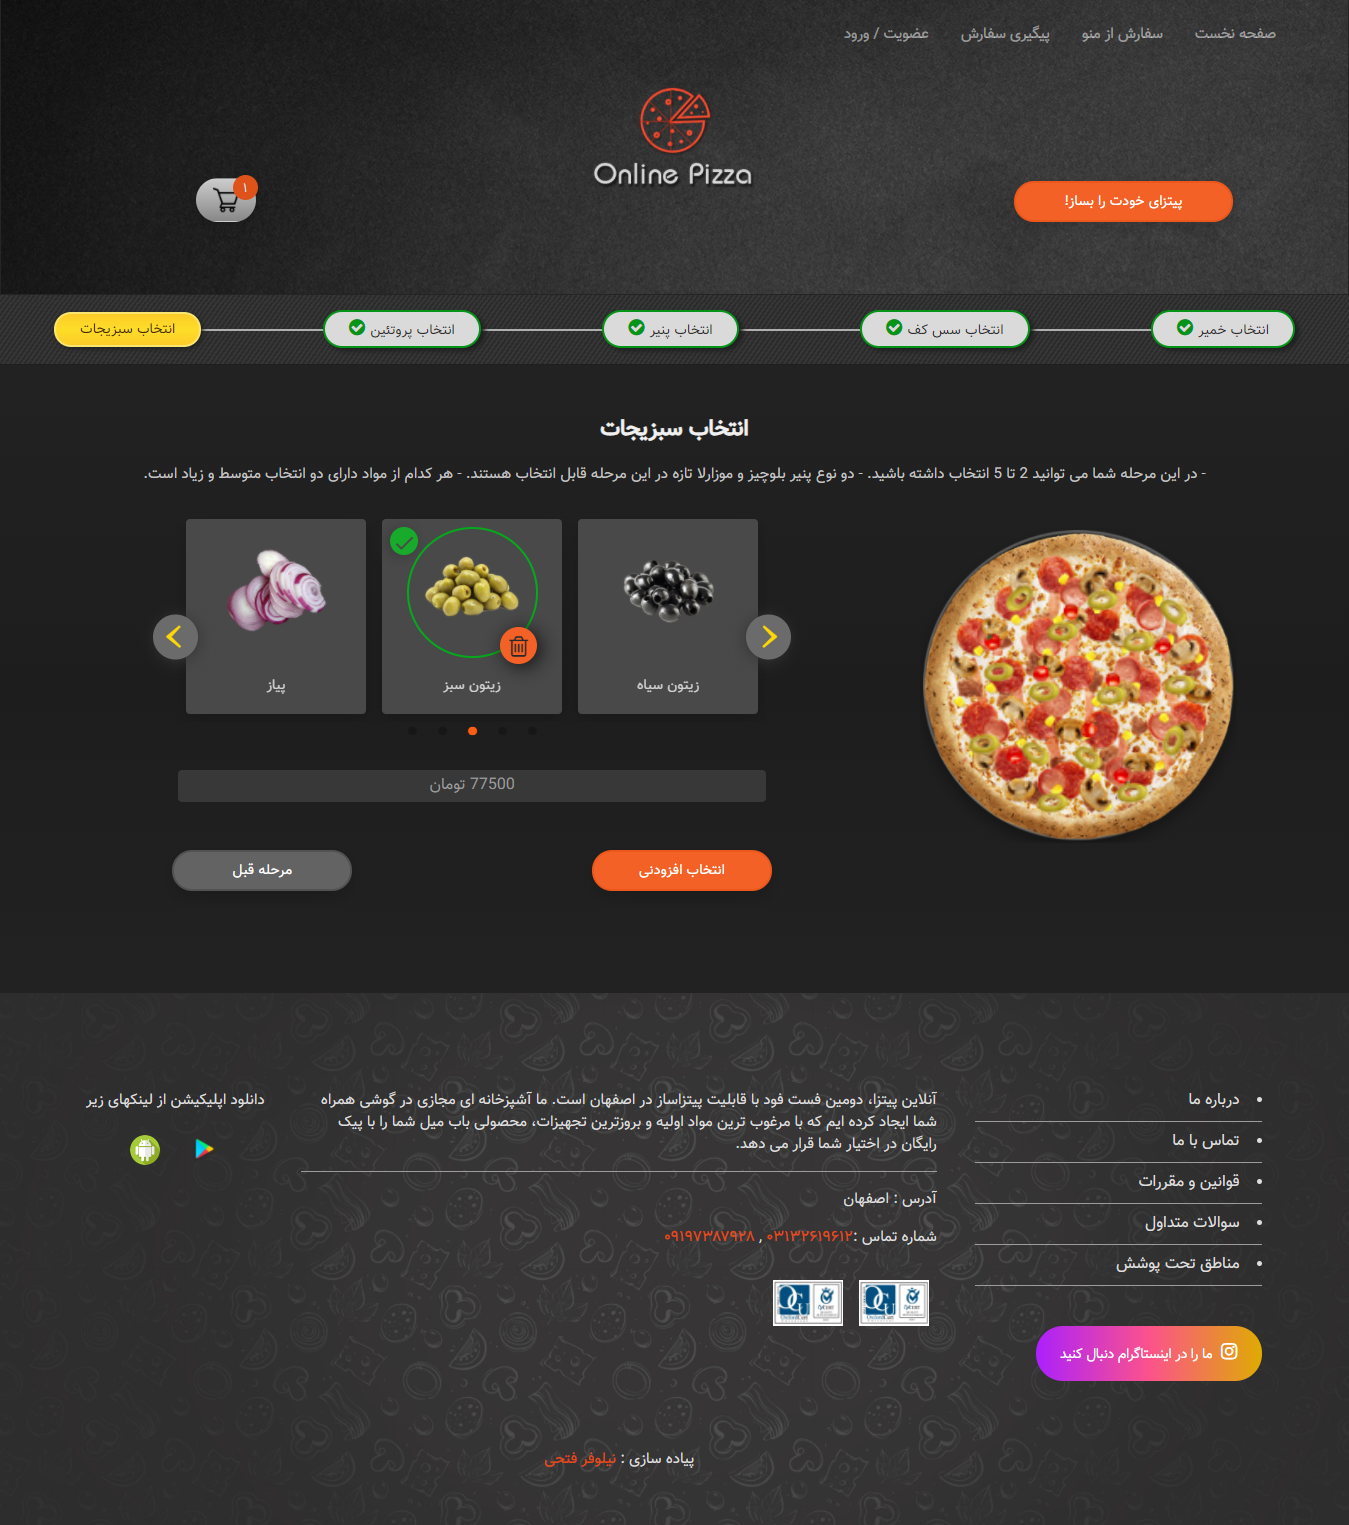 صفحه نخست
سفارش از منو
پیگیری سفارش
عضویت / ورود
Online Pizza
۱
پیتزای خودت را بساز!
انتخاب خمیر
انتخاب سس کف
انتخاب پنیر
انتخاب پروتئین
انتخاب سبزیجات
انتخاب سبزیجات
- در این مرحله شما می توانید 2 تا 5 انتخاب داشته باشید. - دو نوع پنیر بلوچیز و موزارلا تازه در این مرحله قابل انتخاب هستند. - هر کدام از مواد دارای دو انتخاب متوسط و زیاد است.
زیتون سیاه
زیتون سبز
پیاز
77500 تومان
انتخاب افزودنی
مرحله قبل
درباره ما
تماس با ما
قوانین و مقررات
سوالات متداول
مناطق تحت پوشش
ما را در اینستاگرام دنبال کنید
آنلاین پیتزا، دومین فست فود با قابلیت پیتزاساز در اصفهان است. ما آشپزخانه ای مجازی در گوشی همراه
شما ایجاد کرده ایم که با مرغوب ترین مواد اولیه و بروزترین تجهیزات، محصولی باب میل شما را با پیک
رایگان در اختیار شما قرار می دهد.
آدرس : اصفهان
شماره تماس :۰۳۱۳۲۶۱۹۶۱۲ , ۰۹۱۹۷۳۸۷۹۲۸
دانلود اپلیکیشن از لینکهای زیر
پیاده سازی : نیلوفر فتحی